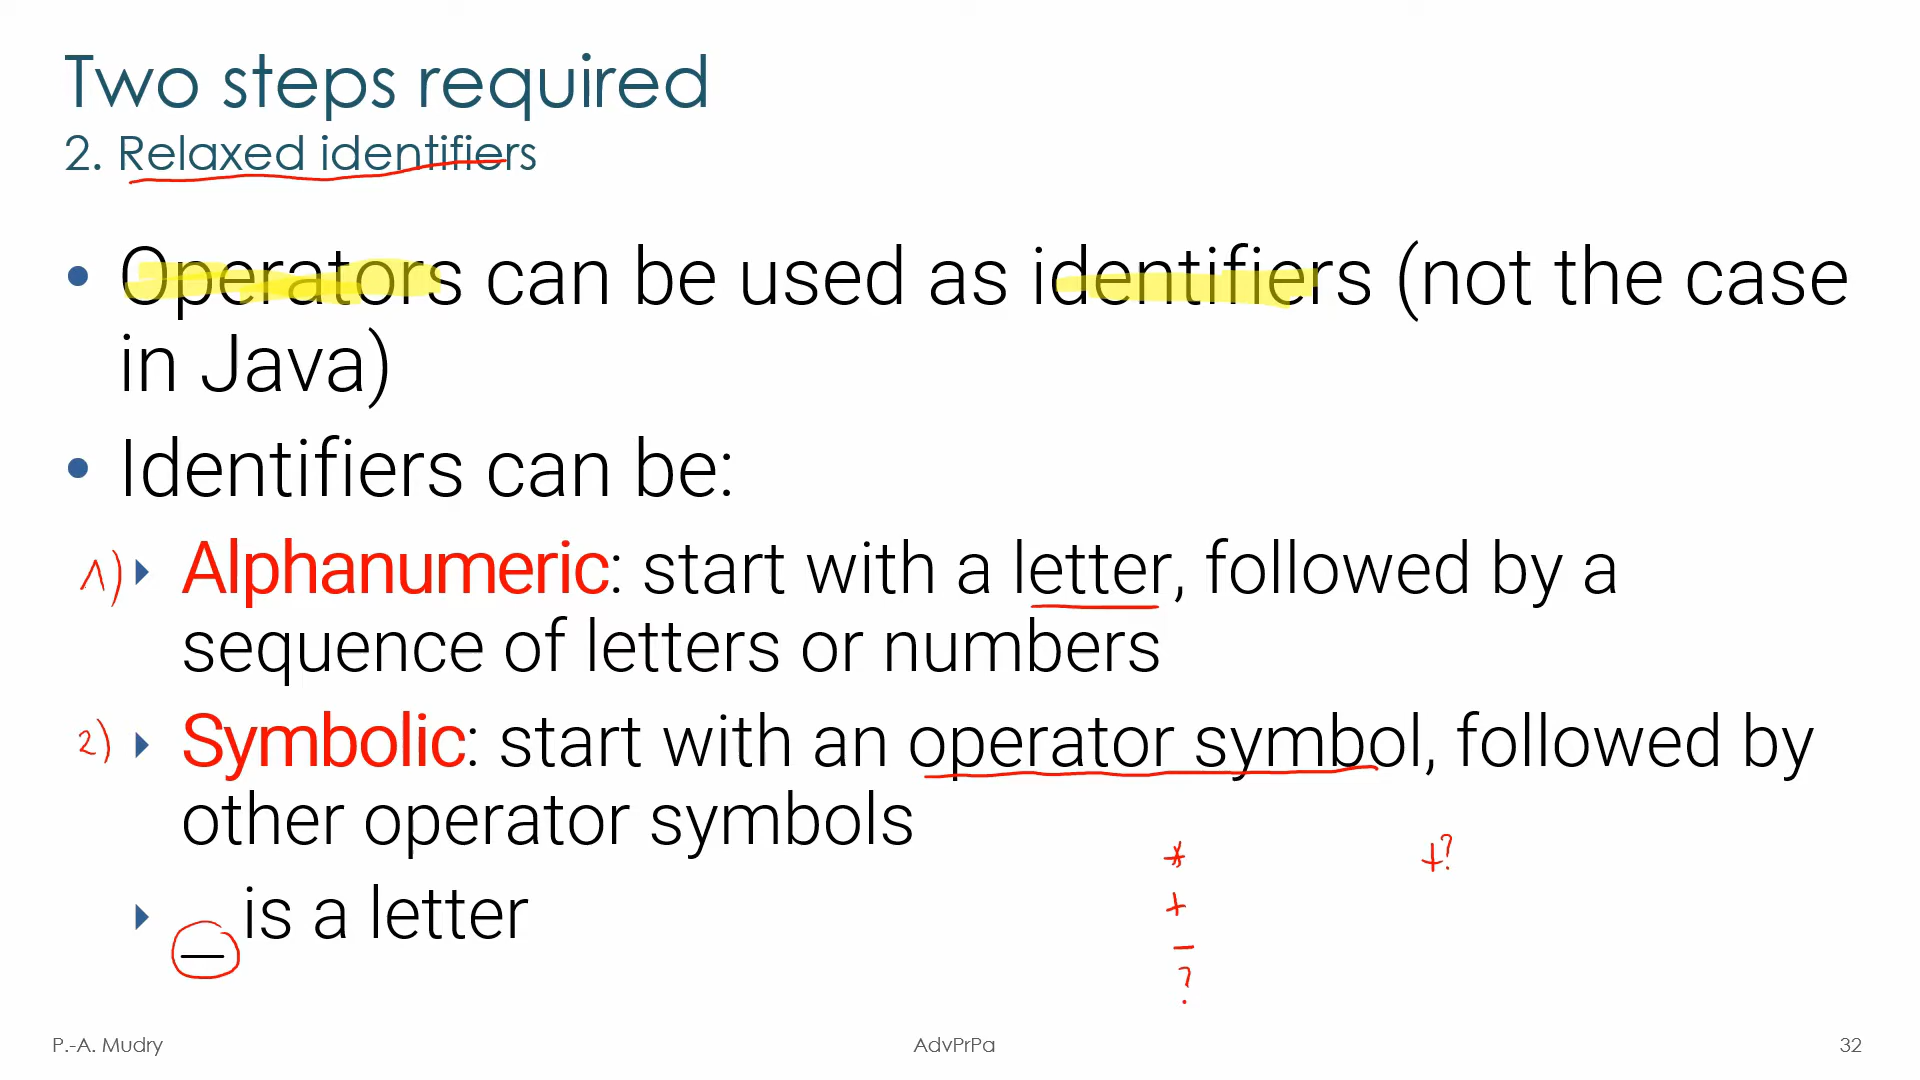 Two steps required
2. Relaxed identifiers
• Operators can be used as identifiers (not the case
in Java)
• Identifiers can be:
1) Alphanumeric: start with a letter, followed by a
sequence of letters or numbers
2) Symbolic: start with an operator symbol, followed by
other operator symbols
* +?
+
_ is a letter
-
?
P.-A. Mudry AdvPrPa 32